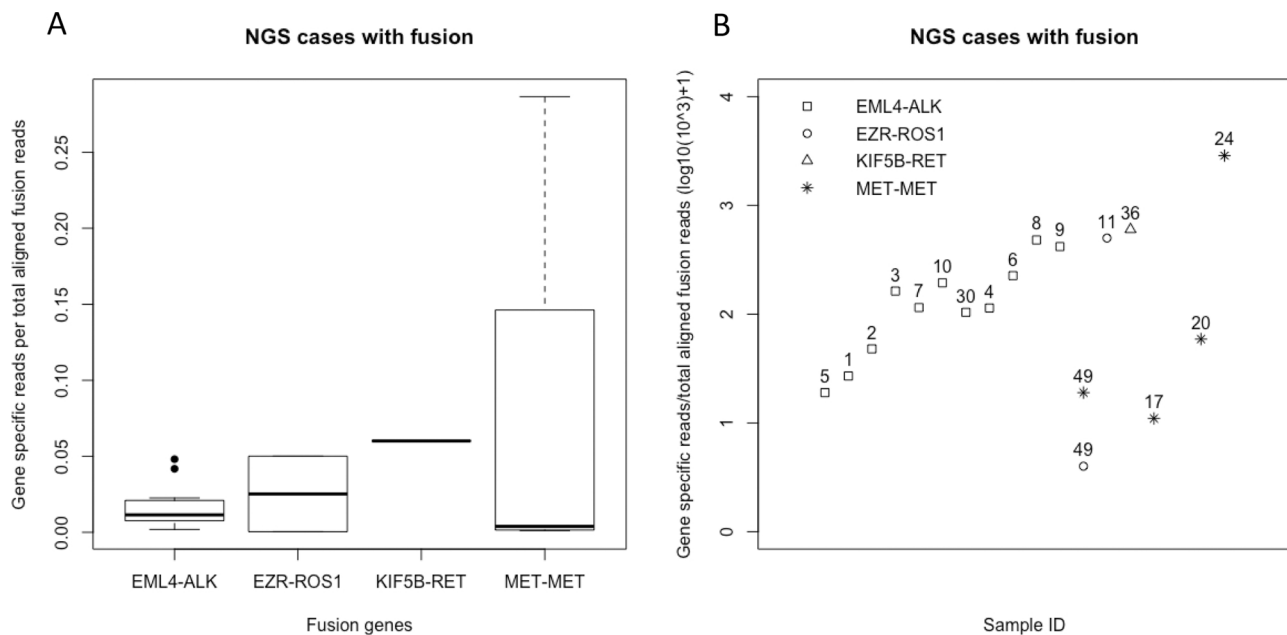 A
NGS cases with fusion
Gene specific reads per total aligned fusion reads
0.25
0.20
0.15
0.10
0.05
0.00
EML4-ALK
EZR-ROS1
KIF5B-RET
MET-MET
Fusion genes
B
NGS cases with fusion
Gene specific reads/total aligned fusion reads (log10(10^3)+1)
4
3
2
1
0
EML4-ALK
EZR-ROS1
KIF5B-RET
MET-MET
24
8
9
11
36
3
7
10
30
4
6
20
2
1
5
49
17
49
Sample ID